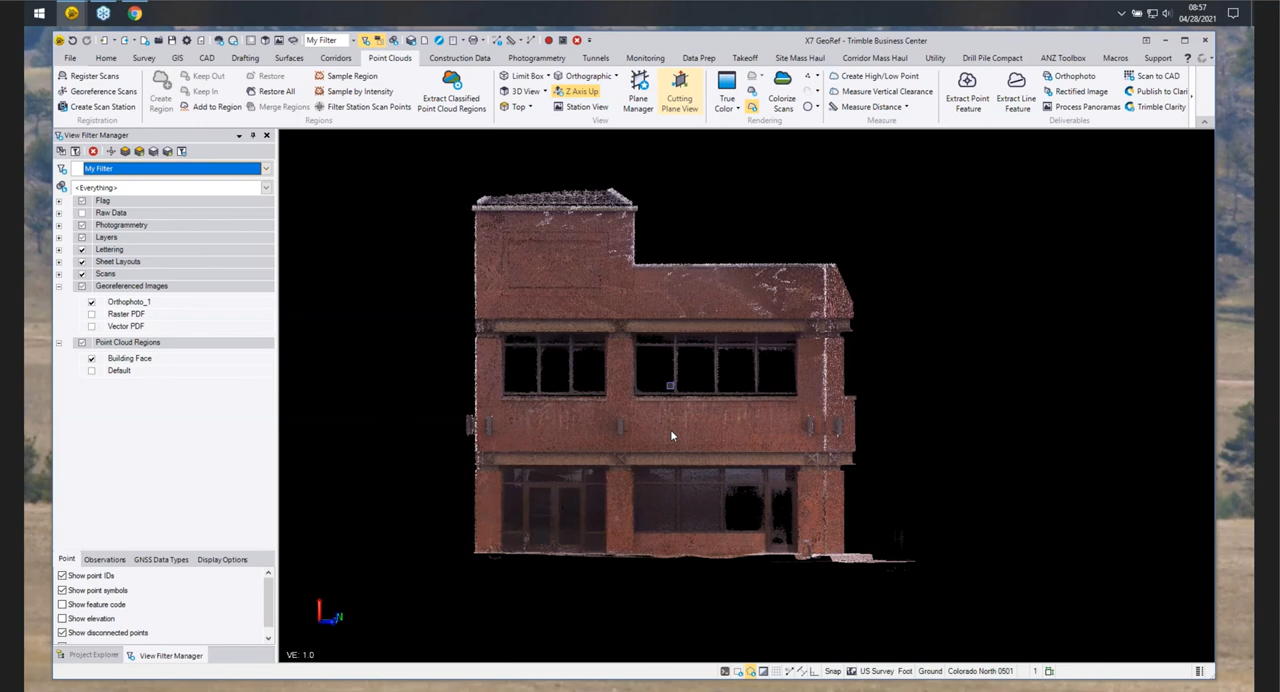 08:57
04/28/2021
My Filter
X7 GeoRef - Trimble Business Center
File Home Survey GIS CAD Drafting Surfaces Corridors Point Clouds Construction Data Photogrammetry Tunnels Monitoring Data Prep Takeoff Site Mass Haul Corridor Mass Haul Utility Drill Pile Compact ANZ Toolbox Macros Support
Register Scans
Georeference Scans
Create Scan Station
Registration
Create Region
Keep Out
Keep In
Add to Region
Restore
Restore All
Merge Regions
Sample Region
Sample by Intensity
Filter Station Scan Points
Regions
Extract Classified Point Cloud Regions
Limit Box
3D View
Top
Orthographic
Z Axis Up
Station View
View
Plane Manager
Cutting Plane View
True Color
Colorize Scans
Rendering
Create High/Low Point
Measure Vertical Clearance
Measure Distance
Measure
Extract Point Feature
Extract Line Feature
Orthophoto
Rectified Image
Process Panoramas
Scan to CAD
Publish to Clari
Trimble Clarity
Deliverables
View Filter Manager
My Filter
<Everything>
Flag
Raw Data
Photogrammetry
Layers
Lettering
Sheet Layouts
Scans
Georeferenced Images
Orthophoto_1
Raster PDF
Vector PDF
Point Cloud Regions
Building Face
Default
Point Observations GNSS Data Types Display Options
Show point IDs
Show point symbols
Show feature code
Show elevation
Show disconnected points
Project Explorer View Filter Manager
N
VE: 1.0
Snap US Survey Foot Ground Colorado North 0501 1